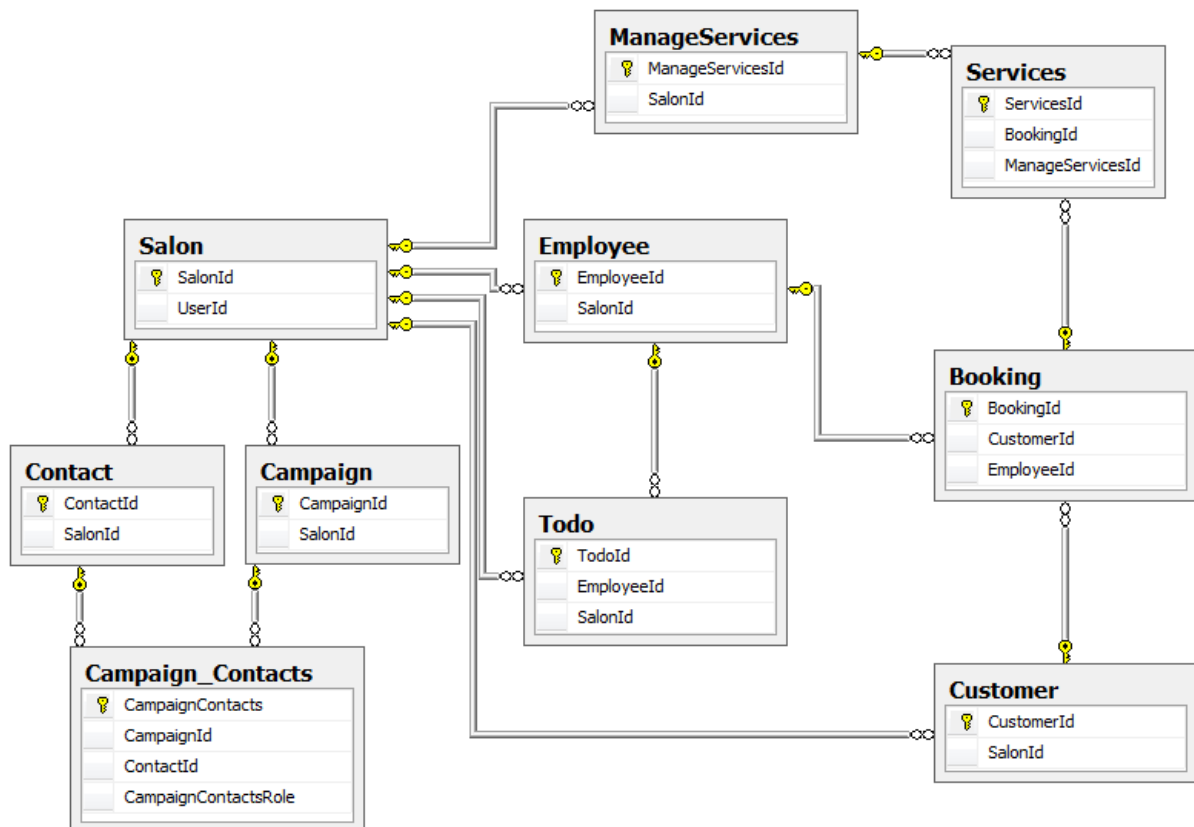 ManageServices
ManageServicesId
SalonId
Services
ServicesId
BookingId
ManageServicesId
Salon
SalonId
UserId
Employee
EmployeeId
SalonId
Booking
BookingId
CustomerId
EmployeeId
Contact
ContactId
SalonId
Campaign
CampaignId
SalonId
Todo
TodoId
EmployeeId
SalonId
Campaign_Contacts
CampaignContacts
CampaignId
ContactId
CampaignContactsRole
Customer
CustomerId
SalonId